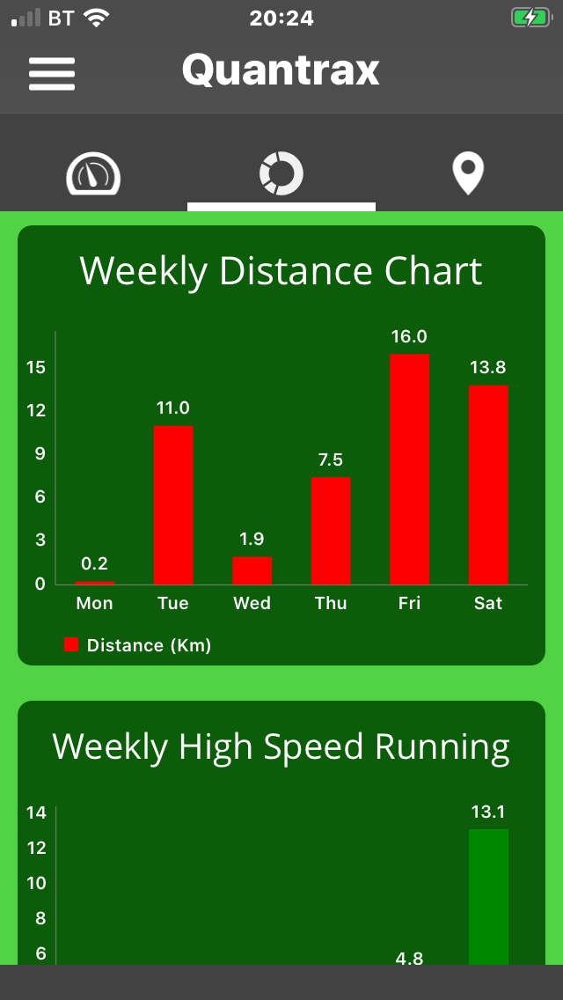 BT 20:24
Quantrax
Weekly Distance Chart
16.0
15 13.8
12 11.0
9 7.5
6
3 1.9
0.2
0
Mon Tue Wed Thu Fri Sat
Distance (Km)
Weekly High Speed Running
14 13.1
12
10
8
6 4.8